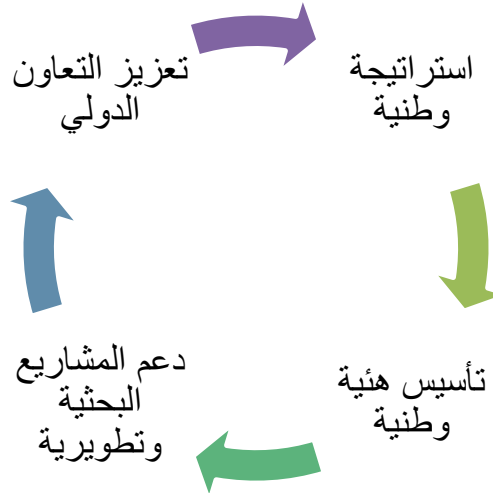 استراتيجة
وطنية
تأسيس هئية
وطنية
دعم المشاريع
البحثية
وتطويرية
تعزيز التعاون
الدولي